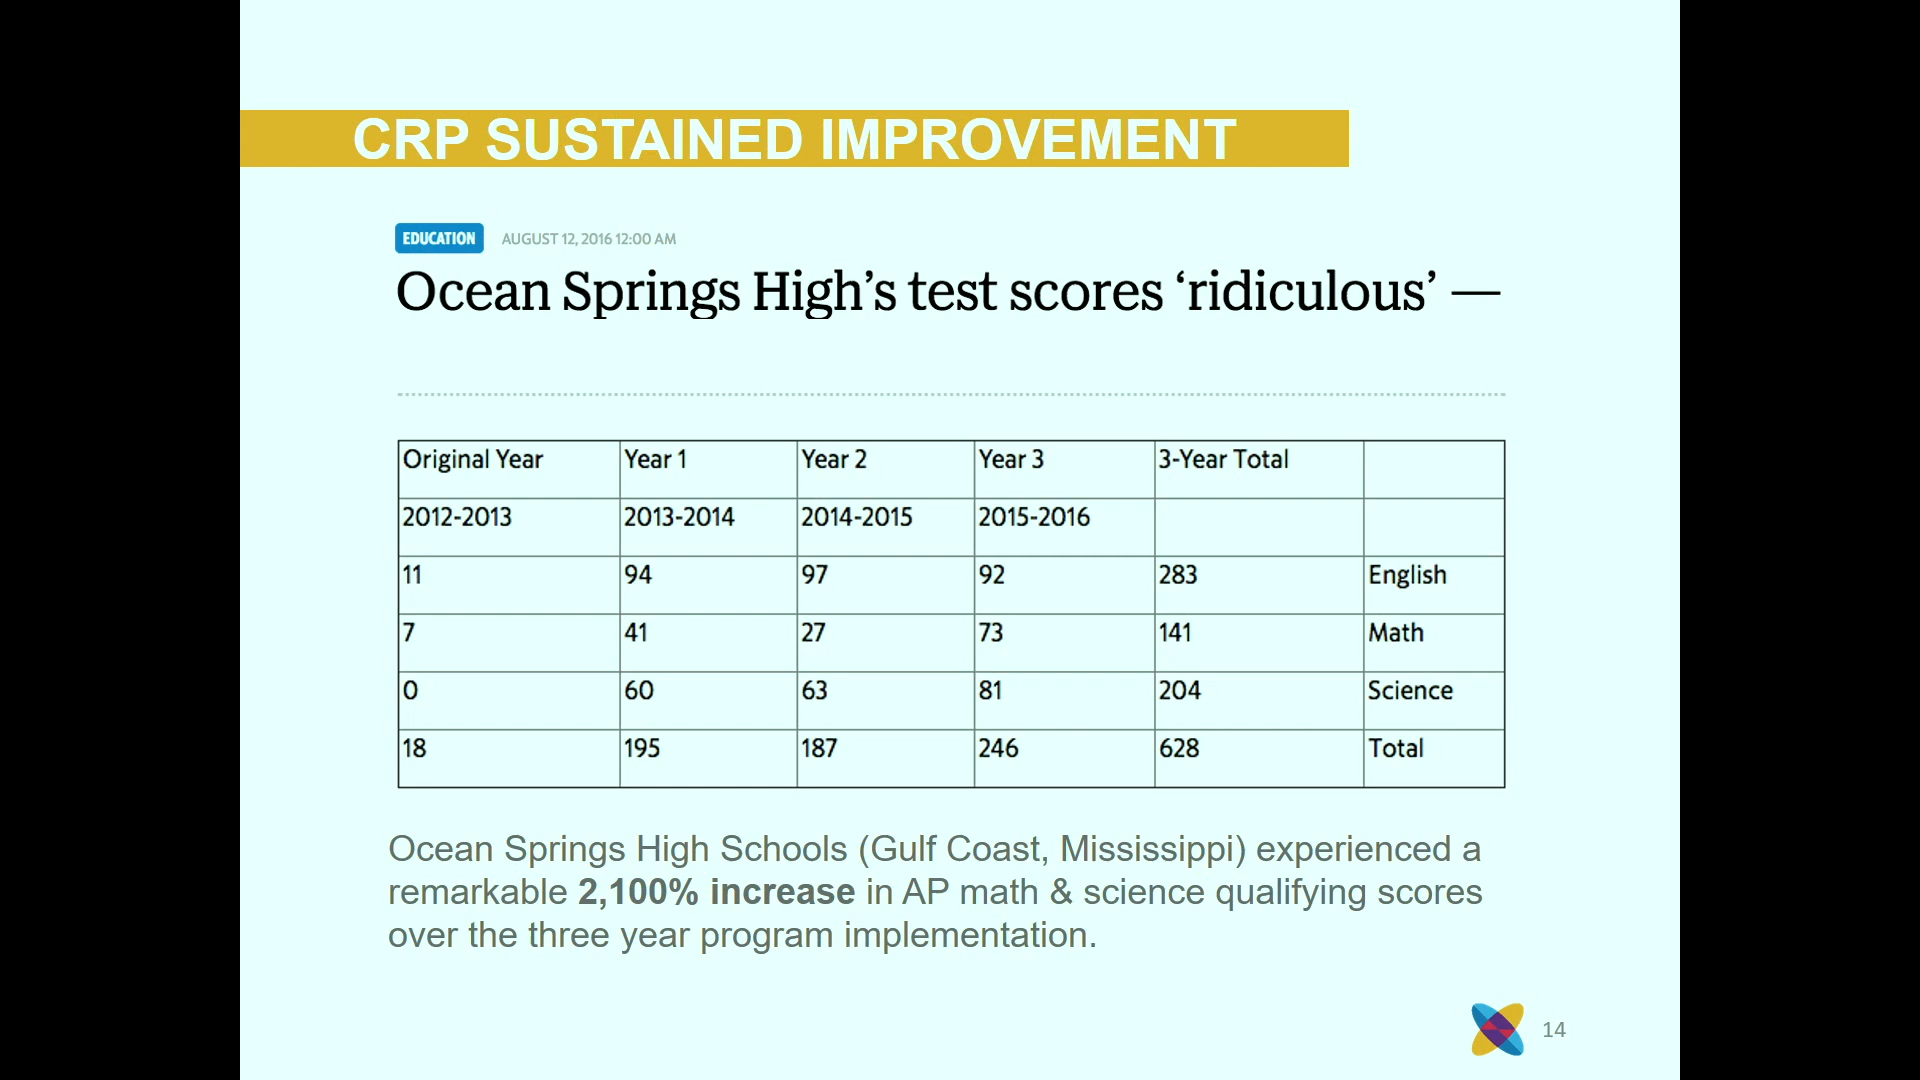 CRP SUSTAINED IMPROVEMENT
EDUCATION AUGUST 12, 2016 12:00 AM
Ocean Springs High’s test scores ‘ridiculous’ —
Original Year Year 1 Year 2 Year 3 3-Year Total
2012-2013 2013-2014 2014-2015 2015-2016
11 94 97 92 283 English
7 41 27 73 141 Math
0 60 63 81 204 Science
18 195 187 246 628 Total
Ocean Springs High Schools (Gulf Coast, Mississippi) experienced a
remarkable 2,100% increase in AP math & science qualifying scores
over the three year program implementation.
14